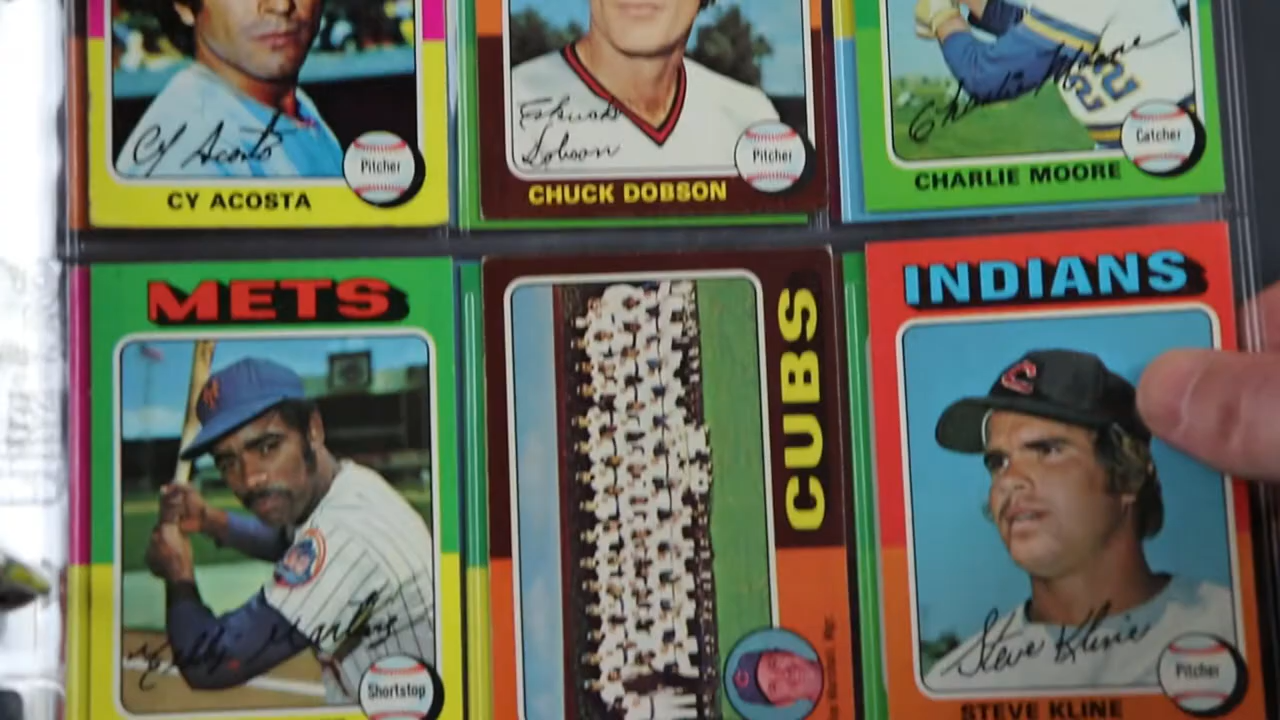 Cy Acosta
Pitcher
CY ACOSTA
Chuck
Dobson
Pitcher
CHUCK DOBSON
Charlie Moore
22
Catcher
CHARLIE MOORE
METS
Shortstop
CUBS
INDIANS
C
Steve Kline
Pitcher
STEVE KLINE